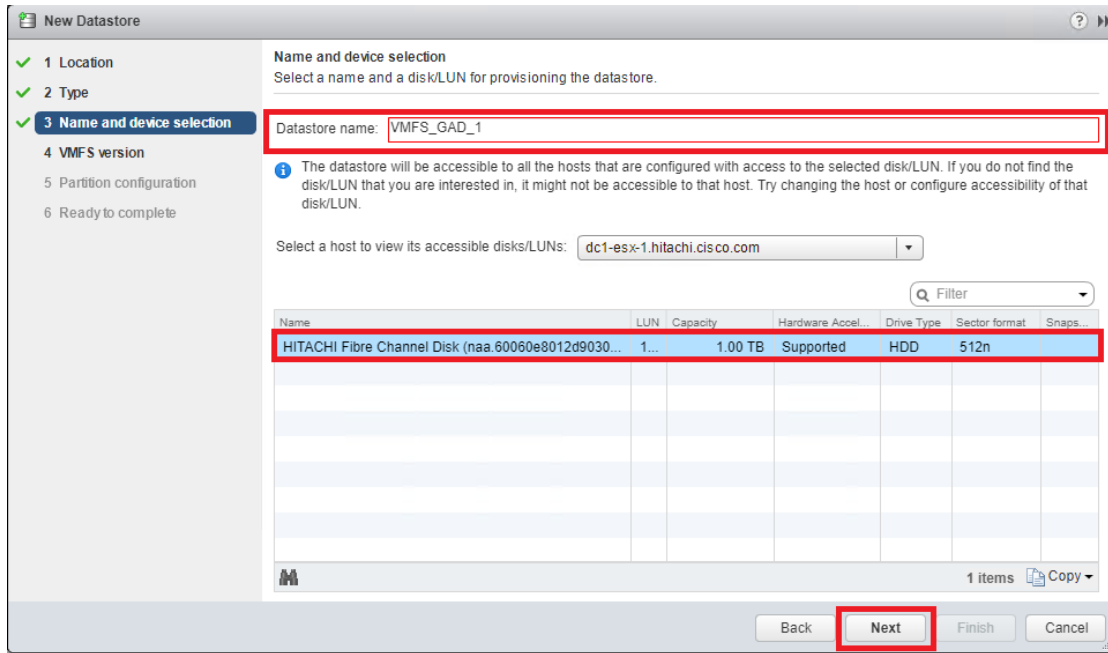 New Datastore
?
1 Location
2 Type
3 Name and device selection
4 VMFS version
5 Partition configuration
6 Ready to complete
Name and device selection
Select a name and a disk/LUN for provisioning the datastore.
Datastore name: VMFS_GAD_1
The datastore will be accessible to all the hosts that are configured with access to the selected disk/LUN. If you do not find the
disk/LUN that you are interested in, it might not be accessible to that host. Try changing the host or configure accessibility of that
disk/LUN.
Select a host to view its accessible disks/LUNs: dc1-esx-1.hitachi.cisco.com
Filter
Name LUN Capacity Hardware Accel... Drive Type Sector format Snaps...
HITACHI Fibre Channel Disk (naa.60060e8012d9030... 1... 1.00 TB Supported HDD 512n
1 items Copy
Back Next Finish Cancel